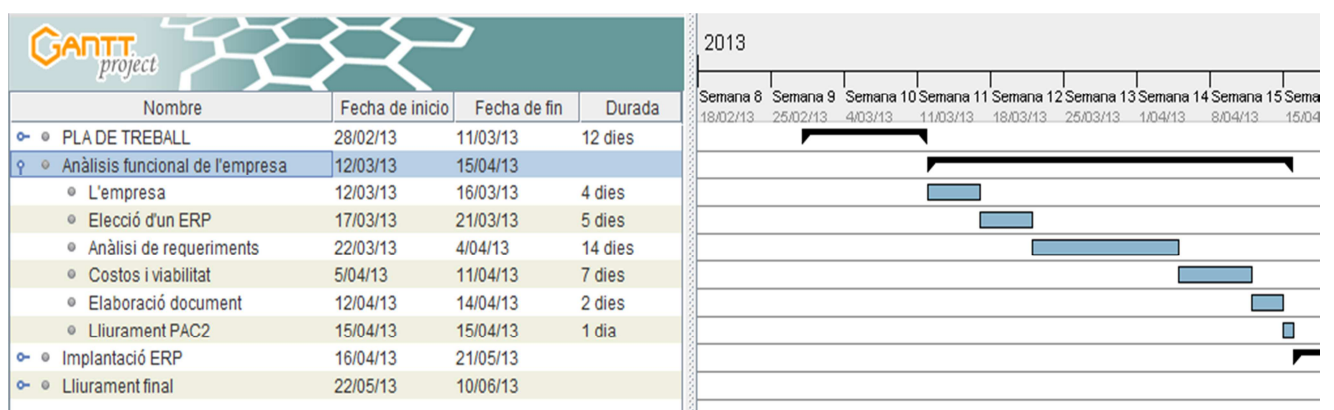 GANTT
project
2013
Semana 8 Semana 9 Semana 10 Semana 11 Semana 12 Semana 13 Semana 14 Semana 15 Sema
18/02/13 25/02/13 4/03/13 11/03/13 18/03/13 25/03/13 1/04/13 8/04/13 15/04
Nombre Fecha de inicio Fecha de fin Durada
PLA DE TREBALL 28/02/13 11/03/13 12 dies
Anàlisis funcional de l'empresa 12/03/13 15/04/13
L'empresa 12/03/13 16/03/13 4 dies
Elecció d'un ERP 17/03/13 21/03/13 5 dies
Anàlisi de requeriments 22/03/13 4/04/13 14 dies
Costos i viabilitat 5/04/13 11/04/13 7 dies
Elaboració document 12/04/13 14/04/13 2 dies
Lliurament PAC2 15/04/13 15/04/13 1 dia
Implantació ERP 16/04/13 21/05/13
Lliurament final 22/05/13 10/06/13